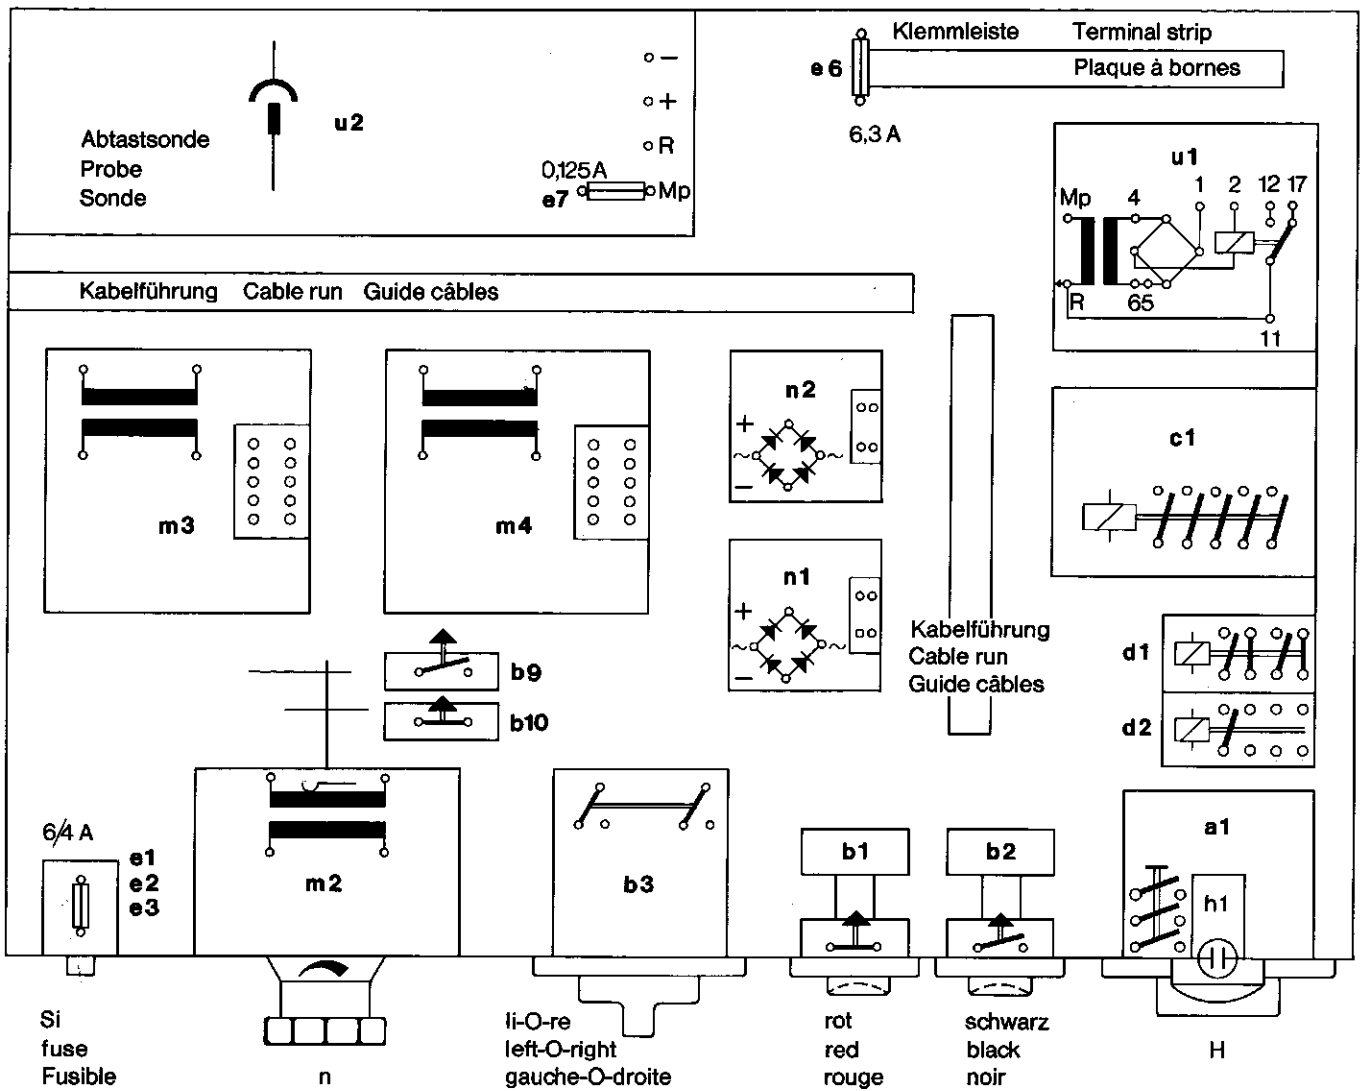 Klemmleiste Terminal strip
e6 Plaque à bornes
6,3 A
−
+
R
Mp
u2
Abtastsonde
Probe
Sonde
0,125A
e7
u1
Mp 4 1 2 12 17
R 65
11
Kabelführung Cable run Guide câbles
m3
m4
n2
+
−
~ ~
n1
+
−
~ ~
c1
Kabelführung
Cable run
Guide câbles
d1
d2
b9
b10
6/4 A
e1
e2
e3
m2
b3
b1
b2
a1
h1
Si
fuse
Fusible
n
li-O-re
left-O-right
gauche-O-droite
rot
red
rouge
schwarz
black
noir
H